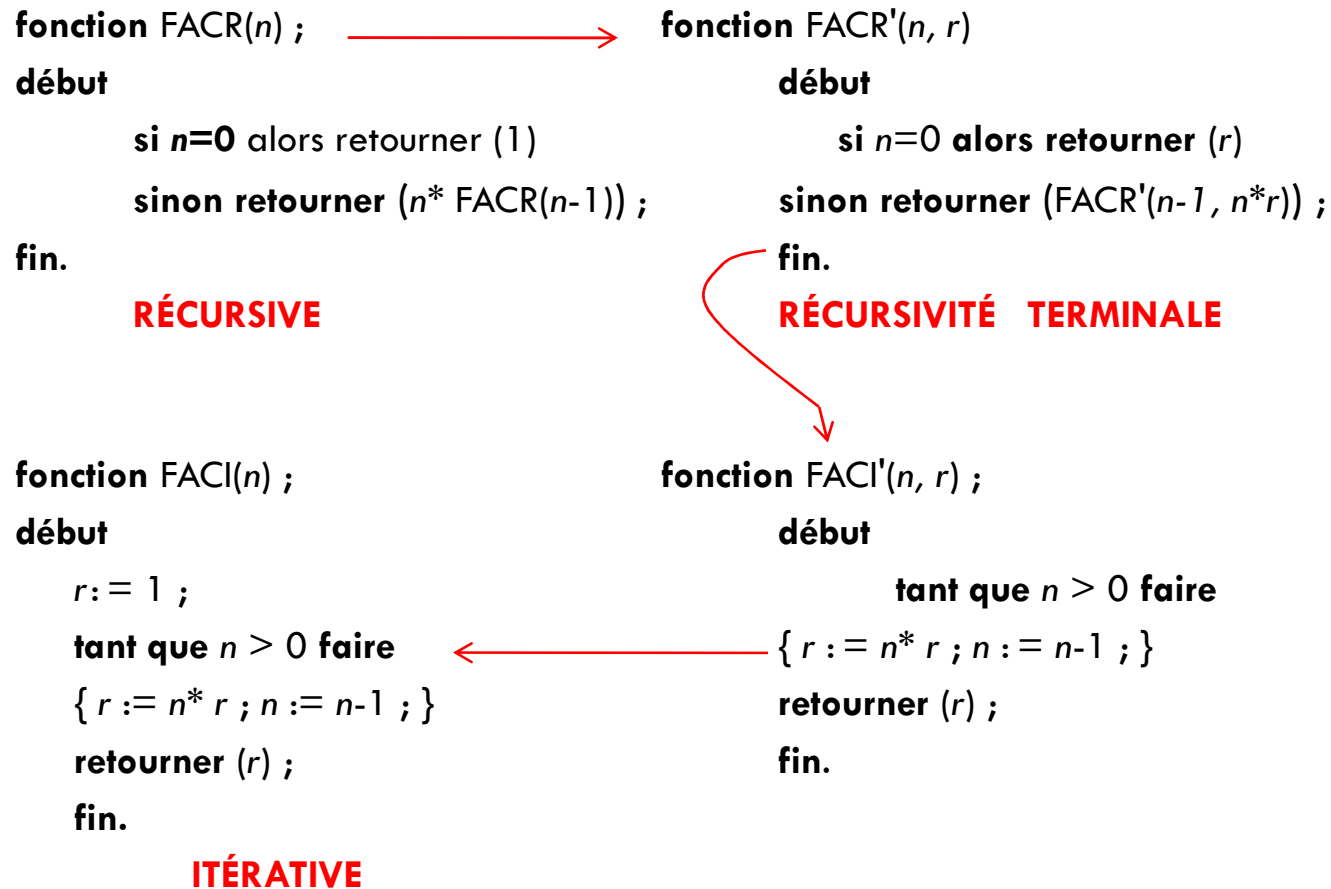 fonction FACR(n) ;
début
si n=0 alors retourner (1)
sinon retourner (n* FACR(n-1)) ;
fin.
RÉCURSIVE
fonction FACR'(n, r)
début
si n=0 alors retourner (r)
sinon retourner (FACR'(n-1, n*r)) ;
fin.
RÉCURSIVITÉ TERMINALE
fonction FACI'(n, r) ;
début
tant que n > 0 faire
{ r := n* r ; n := n-1 ; }
retourner (r) ;
fin.
fonction FACI(n) ;
début
r:= 1 ;
tant que n > 0 faire
{ r := n* r ; n := n-1 ; }
retourner (r) ;
fin.
ITÉRATIVE